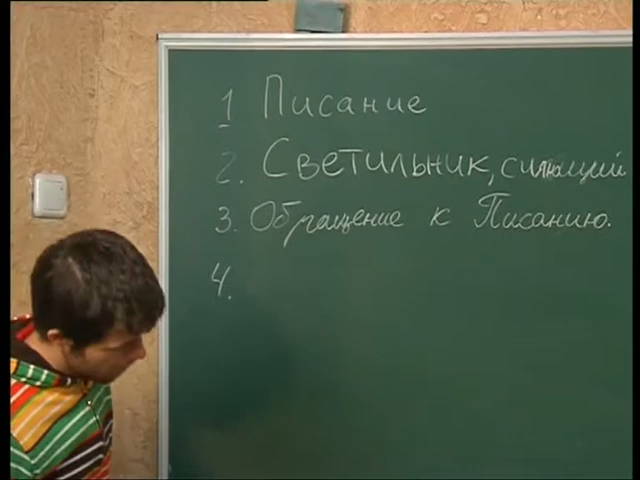 1 Писание
2. Светильник, сияющий
3. Обращение к Писанию.
4.